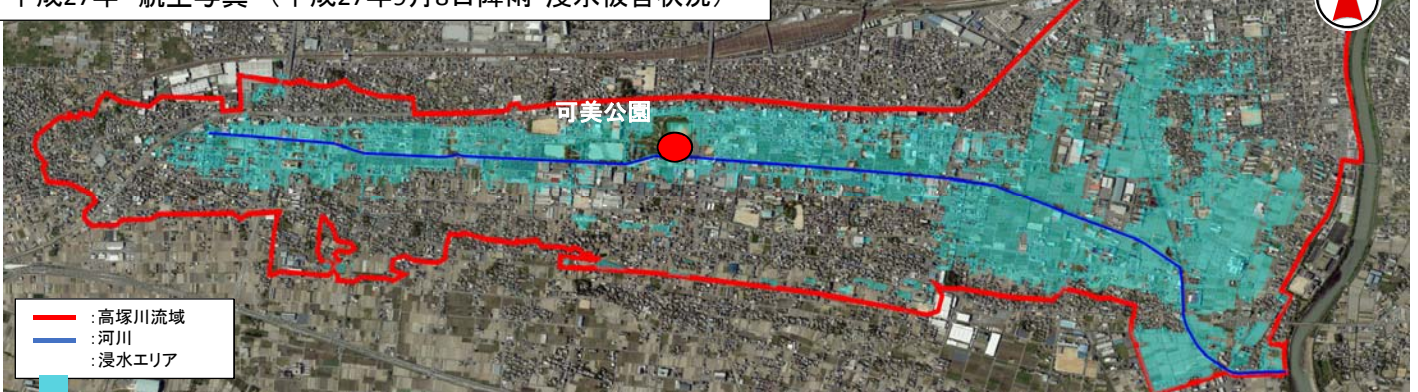 平成27年 航空写真 （平成27年9月8日降雨 浸水被害状況）
可美公園
:高塚川流域
:河川
:浸水エリア